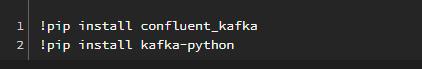 1 !pip install confluent_kafka
2 !pip install kafka-python